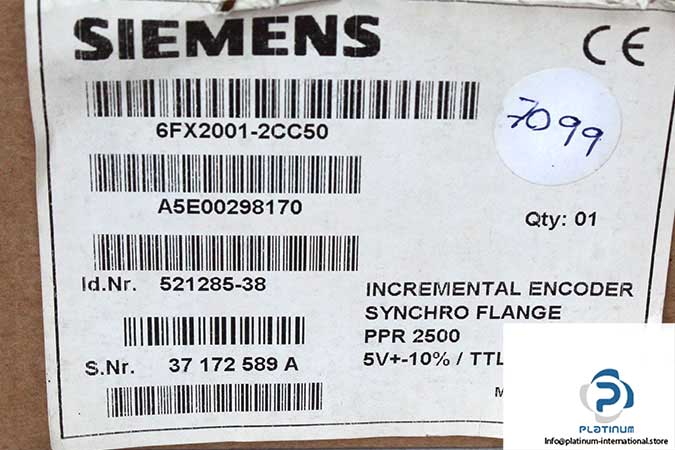 SIEMENS
CE
6FX2001-2CC50
7099
A5E00298170
Qty: 01
Id.Nr. 521285-38
INCREMENTAL ENCODER
SYNCHRO FLANGE
PPR 2500
S.Nr. 37 172 589 A
5V+-10% / TTL
PLATINUM
Info@platinum-international.store